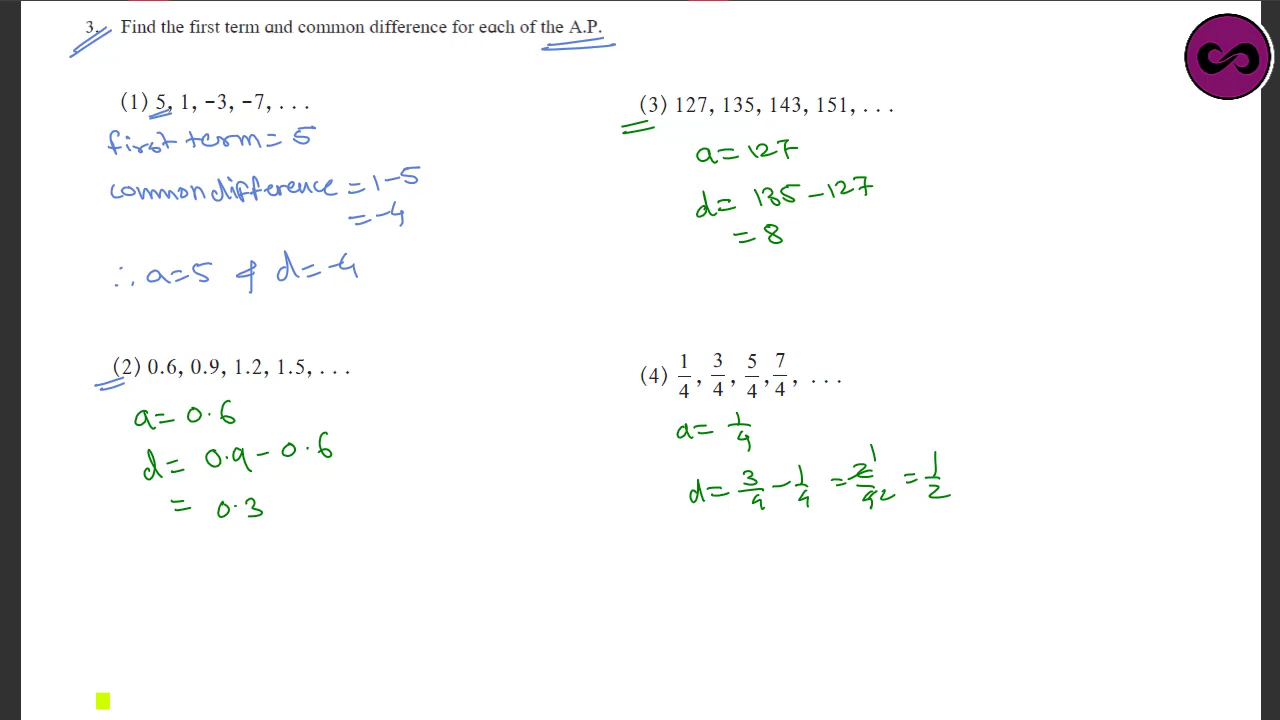 3. Find the first term and common difference for each of the A.P.
(1) 5, 1, −3, −7, . . .
first term = 5
common difference = 1-5
= -4
∴ a=5 & d=-4
(2) 0.6, 0.9, 1.2, 1.5, . . .
a= 0.6
d= 0.9 - 0.6
= 0.3
(3) 127, 135, 143, 151, . . .
a= 127
d= 135 - 127
= 8
(4) 1/4, 3/4, 5/4, 7/4, . . .
a= 1/4
d= 3/4 - 1/4 = 2 1/4 2 = 1/2